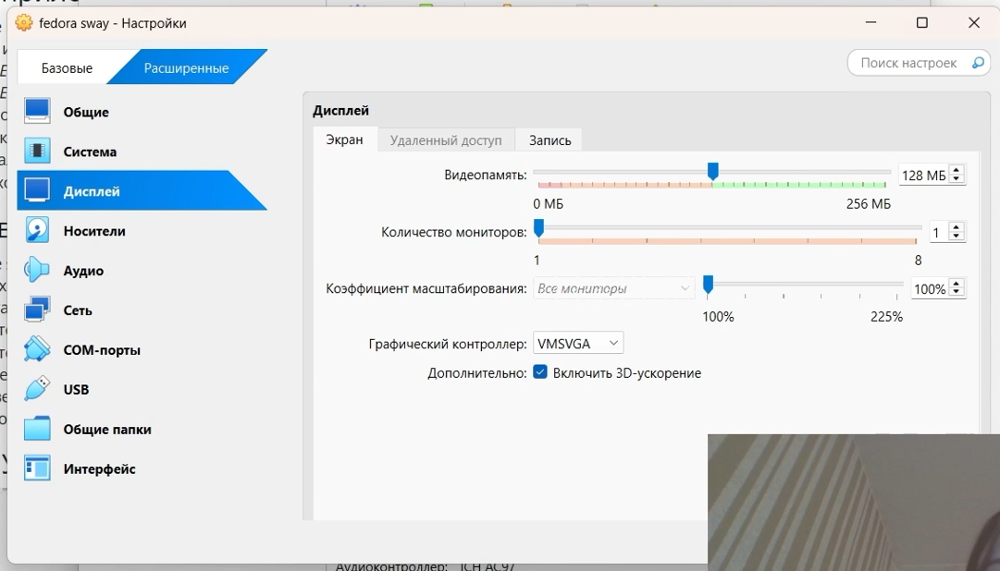 fedora sway - Настройки
Базовые
Расширенные
Поиск настроек
Общие
Система
Дисплей
Носители
Аудио
Сеть
COM-порты
USB
Общие папки
Интерфейс
Дисплей
Экран
Удаленный доступ
Запись
Видеопамять:
128 МБ
0 МБ
256 МБ
Количество мониторов:
1
1
8
Коэффициент масштабирования:
Все мониторы
100%
100%
225%
Графический контроллер:
VMSVGA
Дополнительно:
Включить 3D-ускорение
Аудиоконтроллер: ICH AC97